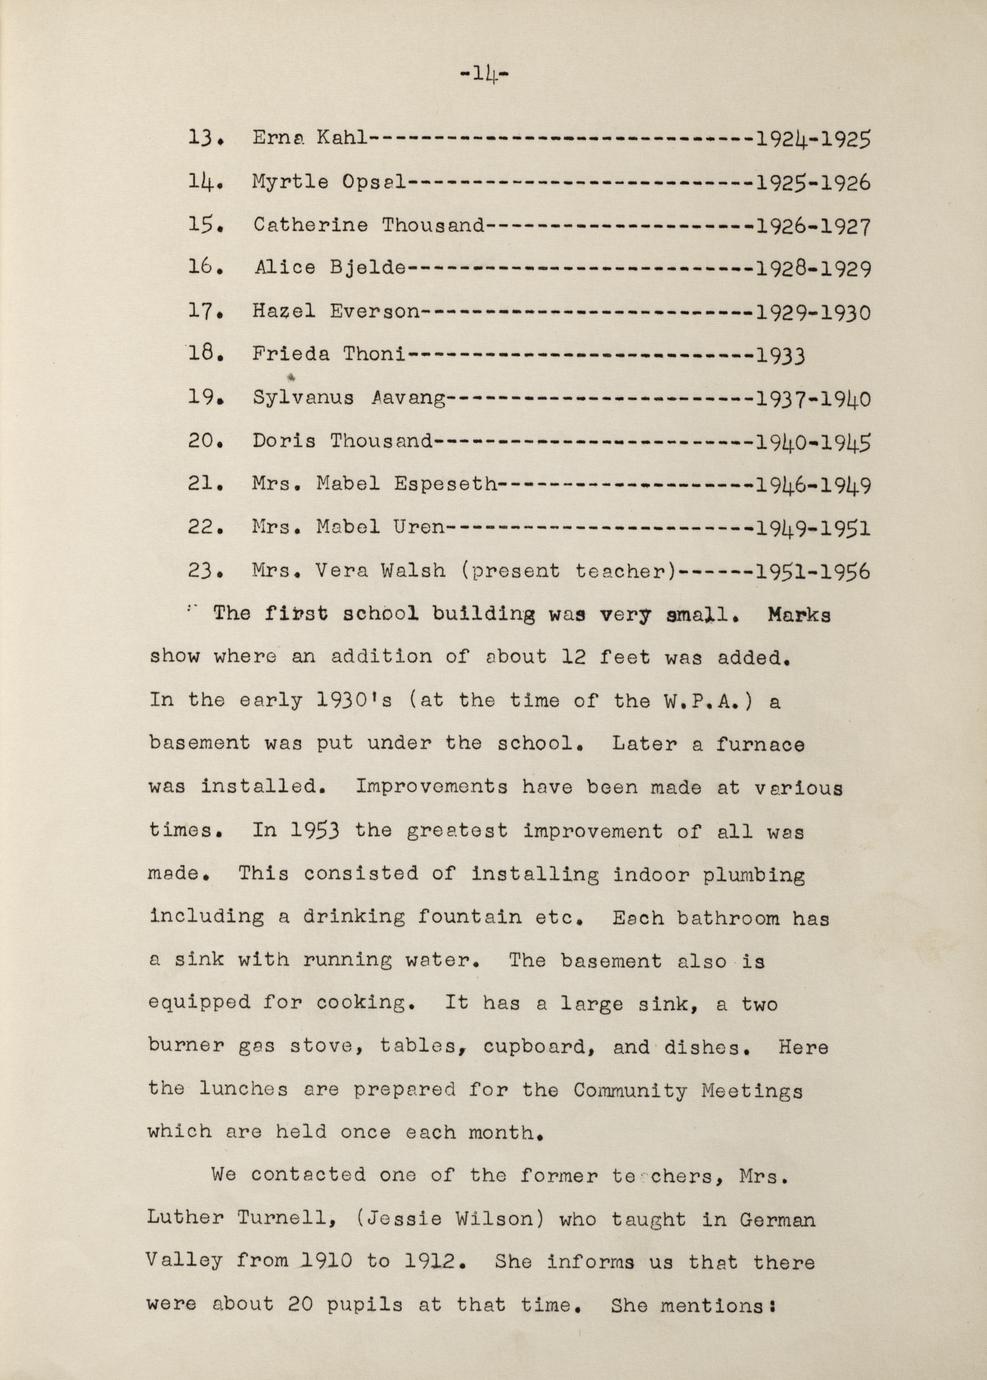 -14-
13. Erna Kahl------------------------------1924-1925
14. Myrtle Opsal---------------------------1925-1926
15. Catherine Thousand---------------------1926-1927
16. Alice Bjelde---------------------------1928-1929
17. Hazel Everson--------------------------1929-1930
18. Frieda Thoni---------------------------1933
19. Sylvanus Aavang------------------------1937-1940
20. Doris Thousand-------------------------1940-1945
21. Mrs. Mabel Espeseth--------------------1946-1949
22. Mrs. Mabel Uren------------------------1949-1951
23. Mrs. Vera Walsh (present teacher)------1951-1956
The first school building was very small. Marks
show where an addition of about 12 feet was added.
In the early 1930's (at the time of the W.P.A.) a
basement was put under the school. Later a furnace
was installed. Improvements have been made at various
times. In 1953 the greatest improvement of all was
made. This consisted of installing indoor plumbing
including a drinking fountain etc. Each bathroom has
a sink with running water. The basement also is
equipped for cooking. It has a large sink, a two
burner gas stove, tables, cupboard, and dishes. Here
the lunches are prepared for the Community Meetings
which are held once each month.
We contacted one of the former teachers, Mrs.
Luther Turnell, (Jessie Wilson) who taught in German
Valley from 1910 to 1912. She informs us that there
were about 20 pupils at that time. She mentions: